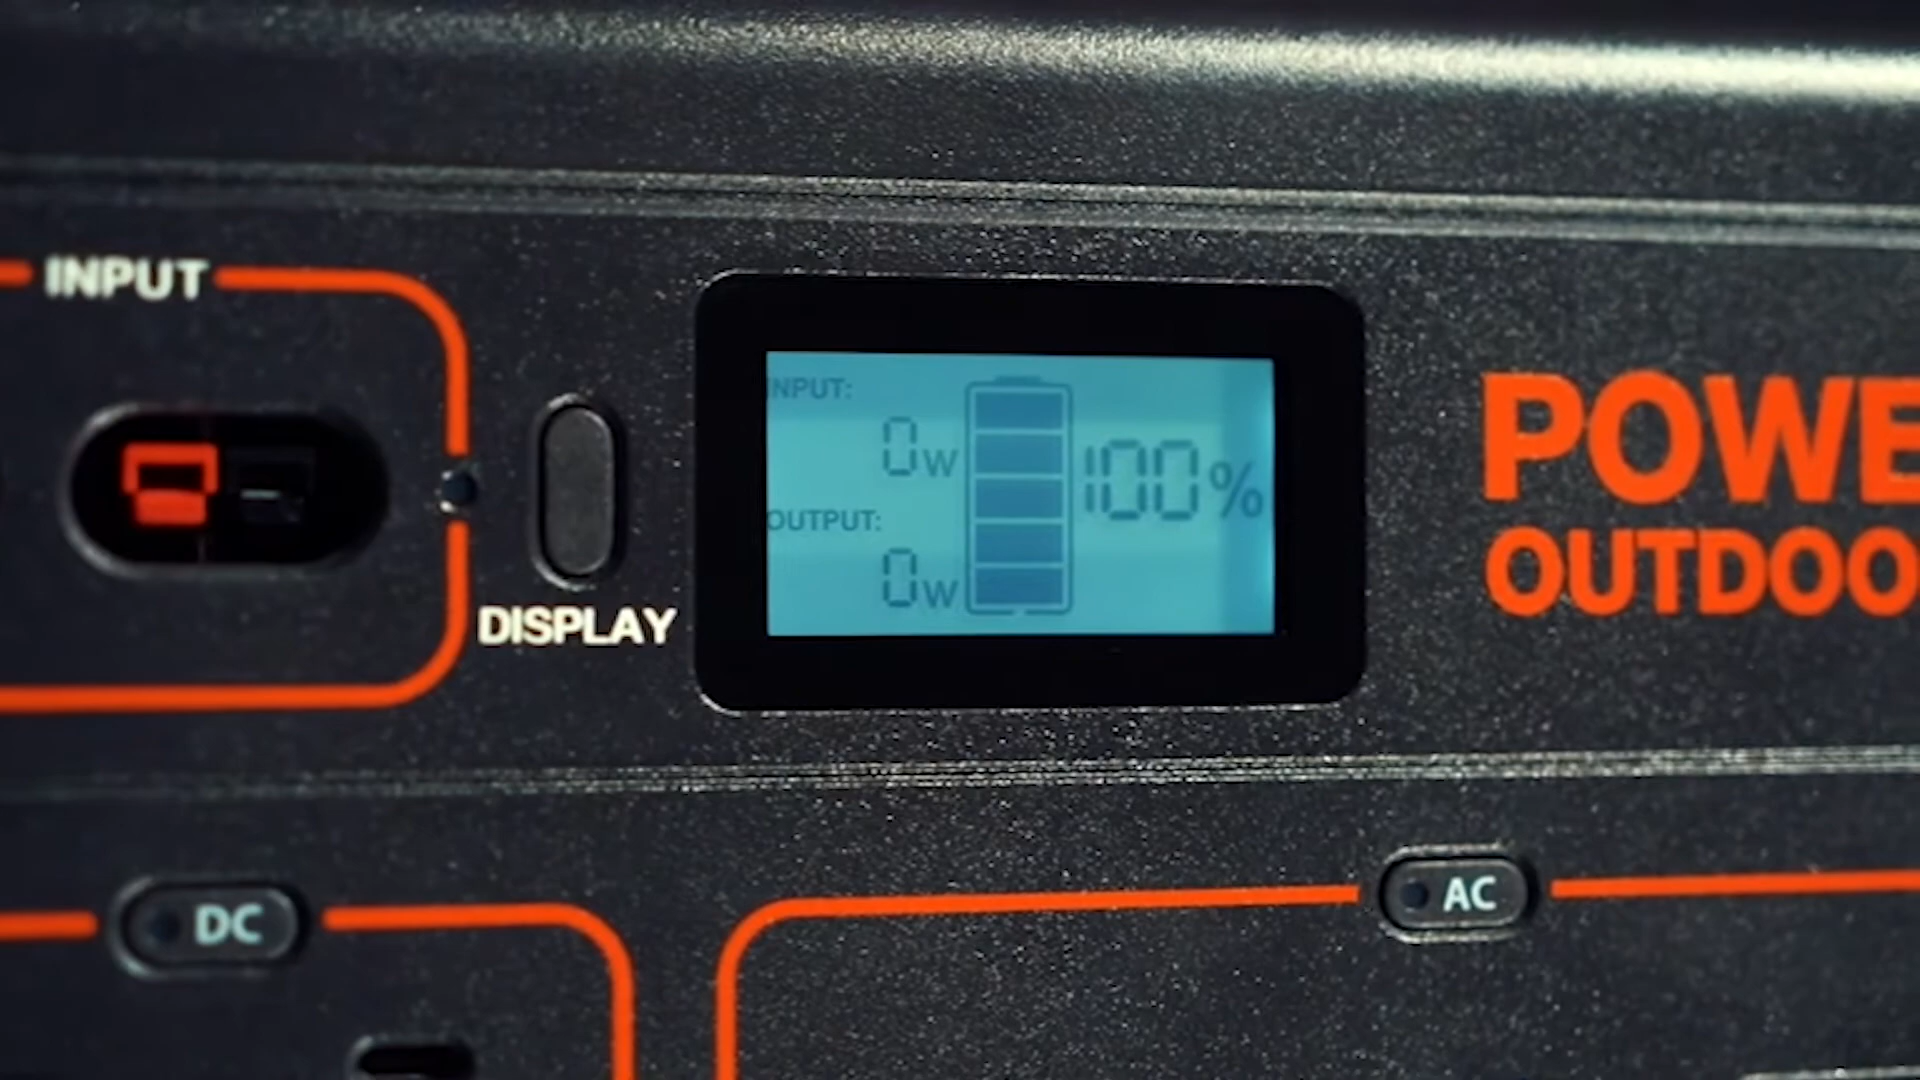 INPUT
DISPLAY
INPUT:
0W
OUTPUT:
0W
100%
POWE
OUTDOO
DC
AC